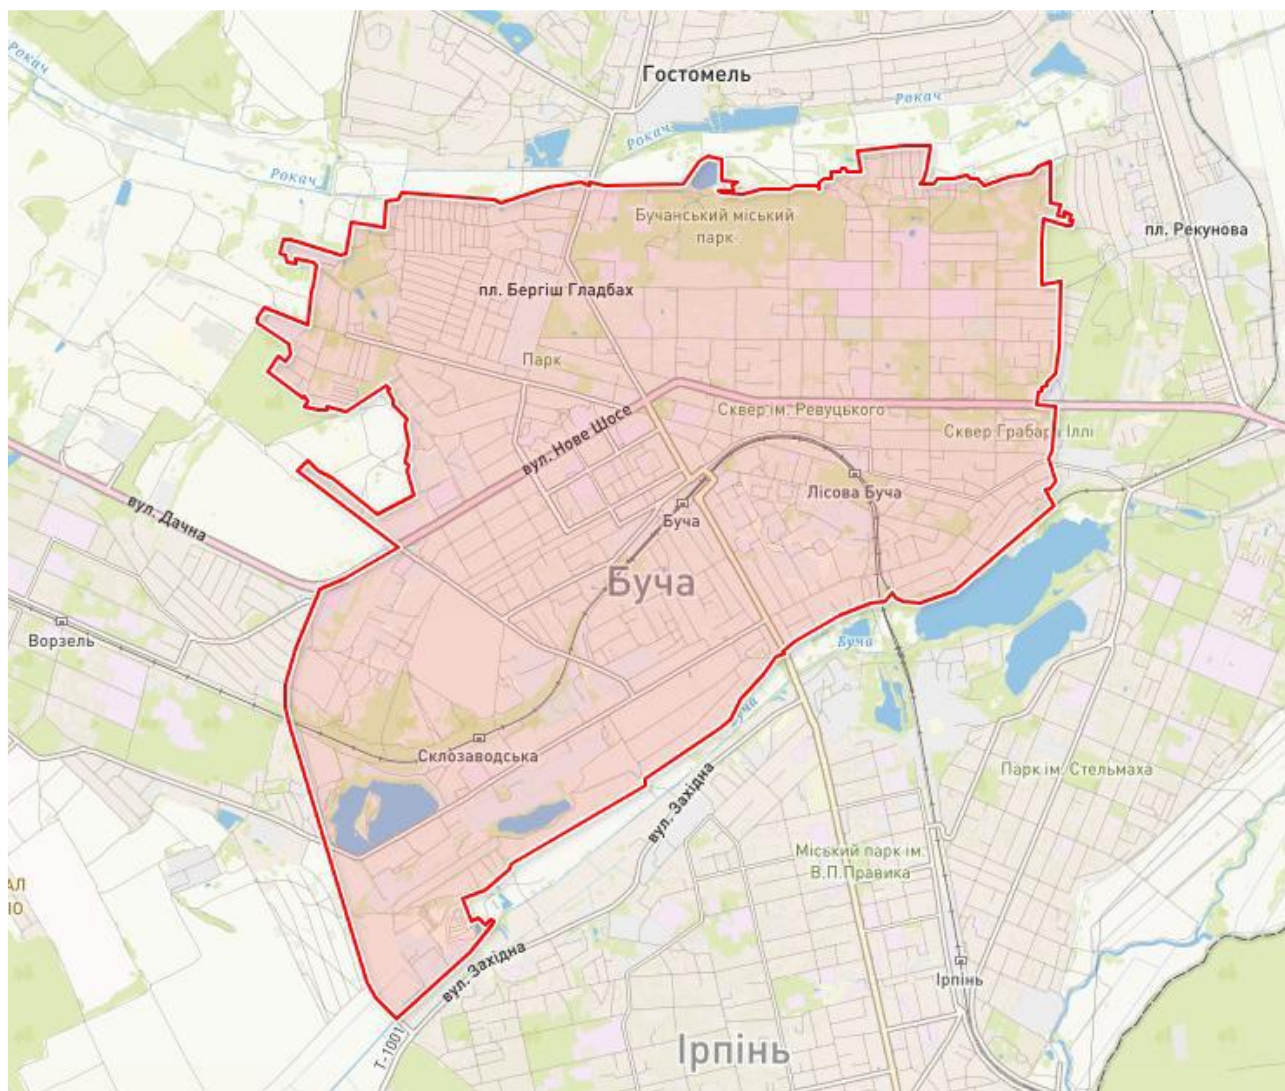 Рокач
Гостомель
Рокач
Рокач
Рокач
Бучанський міський
парк
пл. Рекунова
пл. Бергіш Гладбах
Парк
Сквер ім. Ревуцького
вул. Нове Шосе
Сквер Грабаря Іллі
Лісова Буча
вул. Дачна
Буча
Буча
Ворзель
Буча
Буча
Склозаводська
Парк ім. Стельмаха
вул. Західна
Міський парк ім.
В.П.Правика
АЛ
Ю
вул. Західна
Ірпінь
Т-1001
Ірпінь